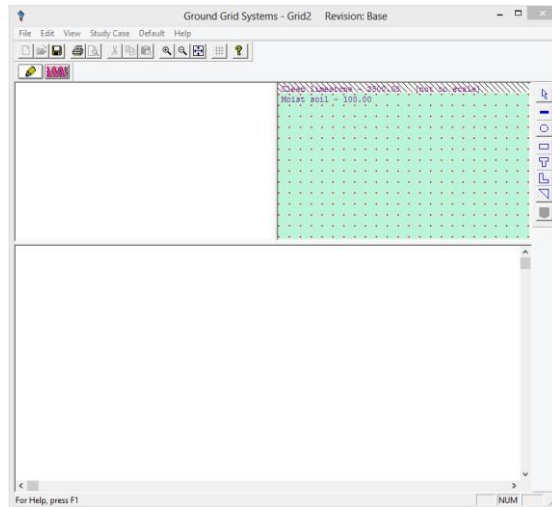 Ground Grid Systems - Grid2 Revision: Base
File Edit View Study Case Default Help
Clean limestone - 2500.00 (not to scale)
Moist soil - 100.00
For Help, press F1
NUM